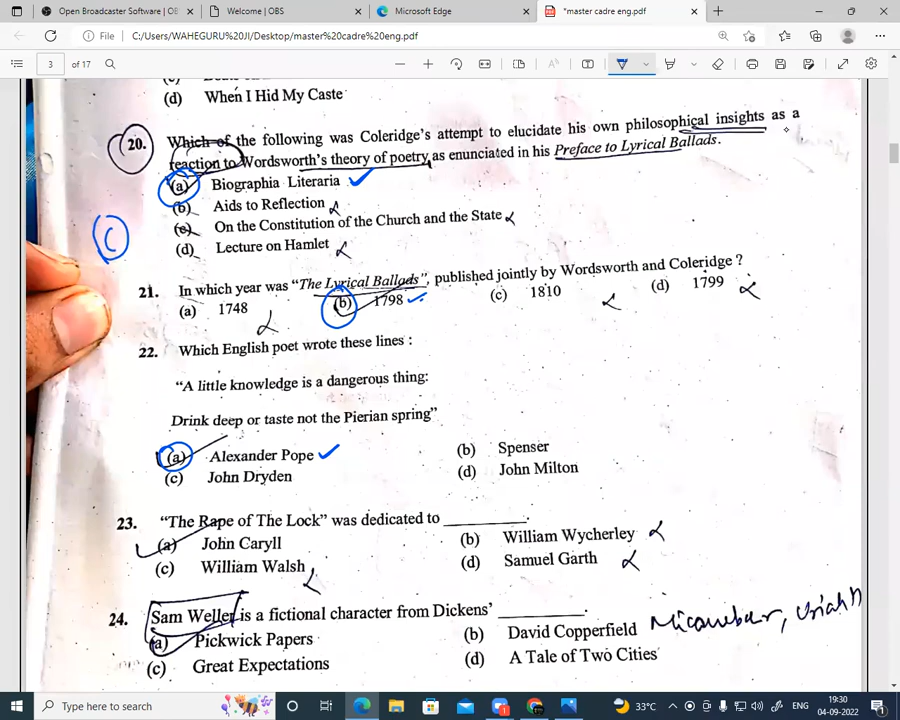 Open Broadcaster Software | OBS
Welcome | OBS
Microsoft Edge
*master cadre eng.pdf
File
C:/Users/WAHEGURU%20JI/Desktop/master%20cadre%20eng.pdf
3 of 17
(d) When I Hid My Caste
20. Which of the following was Coleridge's attempt to elucidate his own philosophical insights as a
reaction to Wordsworth's theory of poetry as enunciated in his Preface to Lyrical Ballads.
(a) Biographia Literaria
(b) Aids to Reflection
(c) On the Constitution of the Church and the State
(d) Lecture on Hamlet
C
21. In which year was "The Lyrical Ballads", published jointly by Wordsworth and Coleridge ?
(a) 1748 (b) 1798 (c) 1810 (d) 1799
22. Which English poet wrote these lines :
"A little knowledge is a dangerous thing:
Drink deep or taste not the Pierian spring"
(a) Alexander Pope (b) Spenser
(c) John Dryden (d) John Milton
23. "The Rape of The Lock" was dedicated to ____________.
(a) John Caryll (b) William Wycherley
(c) William Walsh (d) Samuel Garth
24. Sam Weller is a fictional character from Dickens' ____________.
(a) Pickwick Papers (b) David Copperfield Micawber, Uriah H
(c) Great Expectations (d) A Tale of Two Cities
Type here to search
33°C
ENG
19:30
04-09-2022